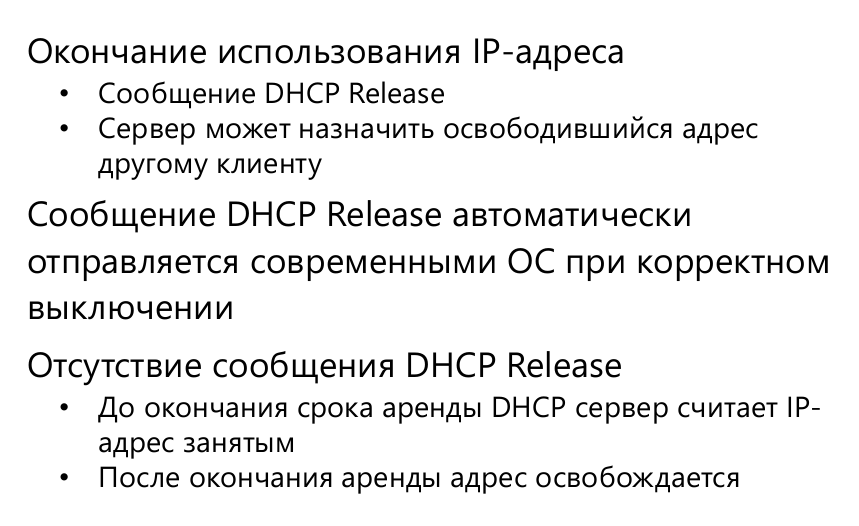 Окончание использования IP-адреса
• Сообщение DHCP Release
• Сервер может назначить освободившийся адрес
другому клиенту
Сообщение DHCP Release автоматически
отправляется современными ОС при корректном
выключении
Отсутствие сообщения DHCP Release
• До окончания срока аренды DHCP сервер считает IP-
адрес занятым
• После окончания аренды адрес освобождается